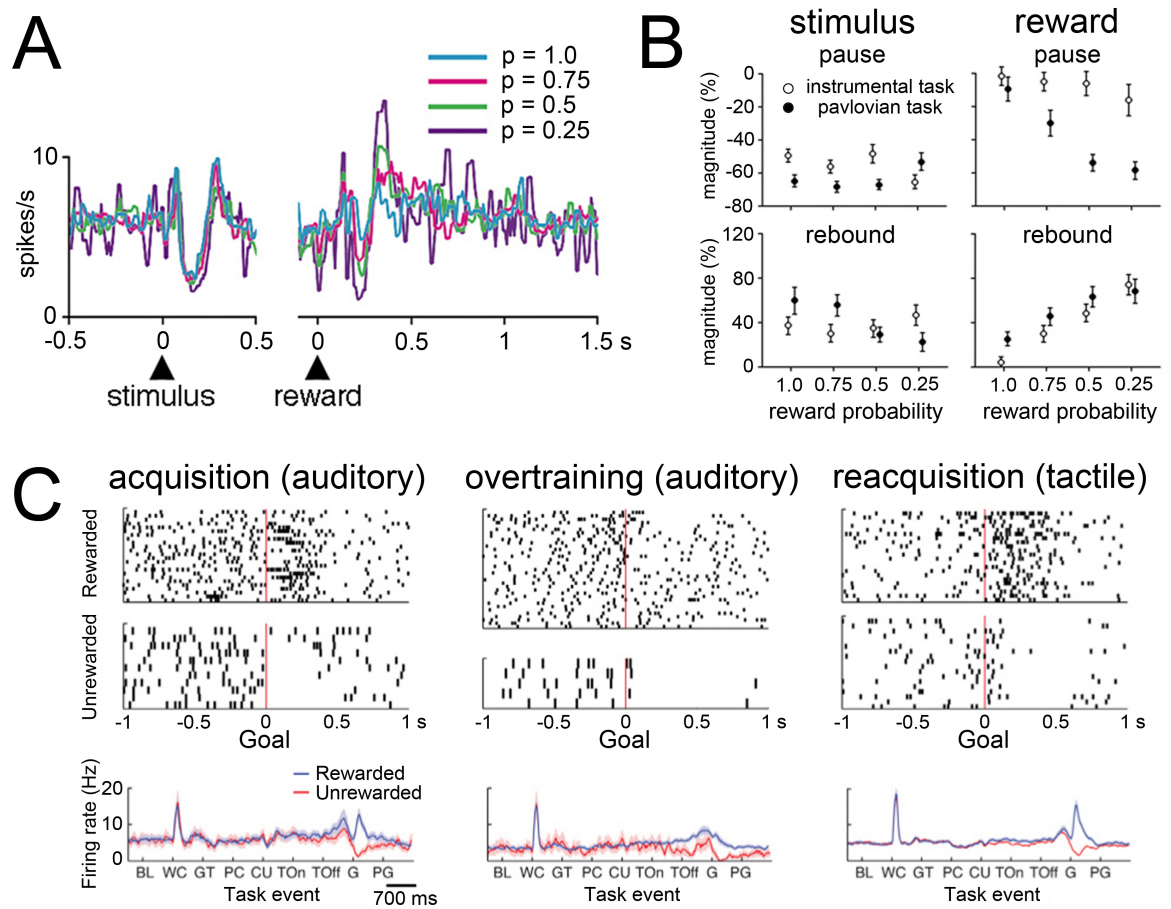 A
p = 1.0
p = 0.75
p = 0.5
p = 0.25
10
spikes/s
0
-0.5 0 0.5
0 0.5 1 1.5 s
stimulus
reward
B
stimulus reward
pause pause
instrumental task
pavlovian task
magnitude (%)
0
-20
-40
-60
-80
rebound rebound
magnitude (%)
120
80
40
0
1.0 0.75 0.5 0.25
1.0 0.75 0.5 0.25
reward probability
C
acquisition (auditory)
overtraining (auditory)
reacquisition (tactile)
Rewarded
Unrewarded
-1 -0.5 0 0.5 1 s
Goal
-1 -0.5 0 0.5 1 s
Goal
-1 -0.5 0 0.5 1 s
Goal
Firing rate (Hz)
20
10
0
Rewarded
Unrewarded
BL WC GT PC CU TOn TOff G PG
Task event
700 ms
BL WC GT PC CU TOn TOff G PG
Task event
BL WC GT PC CU TOn TOff G PG
Task event